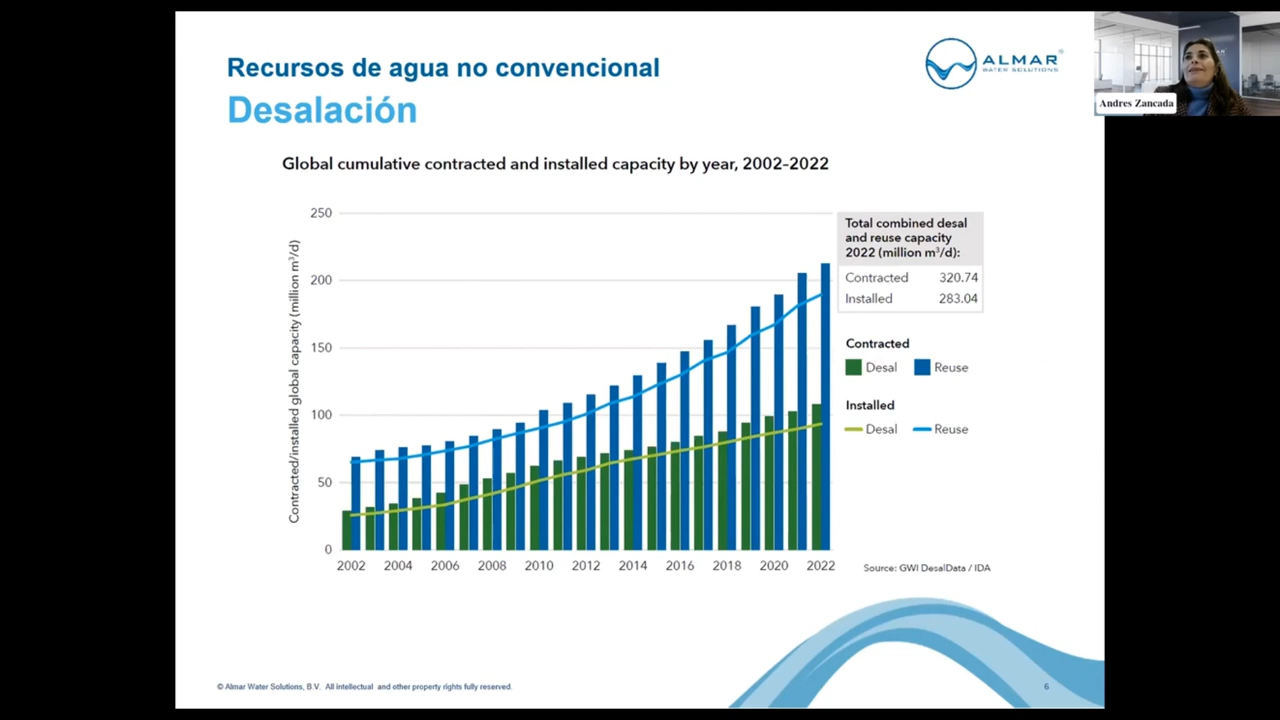 Recursos de agua no convencional
Desalación
ALMAR
WATER SOLUTIONS
Andres Zancada
Global cumulative contracted and installed capacity by year, 2002–2022
Contracted/installed global capacity (million m³/d)
250
200
150
100
50
0
2002 2004 2006 2008 2010 2012 2014 2016 2018 2020 2022
Total combined desal
and reuse capacity
2022 (million m³/d):
Contracted 320.74
Installed 283.04
Contracted
Desal Reuse
Installed
Desal Reuse
Source: GWI DesalData / IDA
© Almar Water Solutions, B.V. All intellectual and other property rights fully reserved.
6